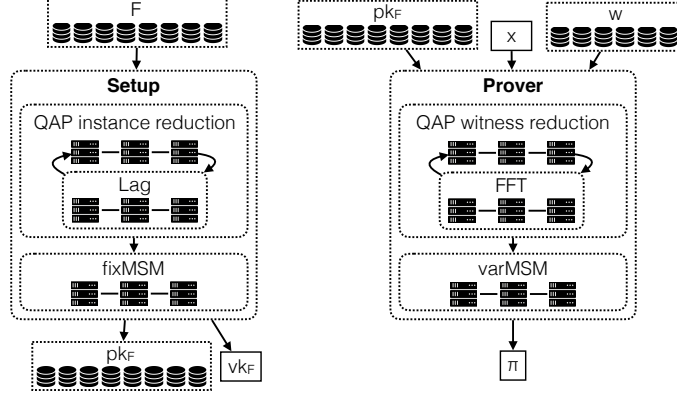 F
Setup
QAP instance reduction
Lag
fixMSM
pkF
vkF
pkF
x
w
Prover
QAP witness reduction
FFT
varMSM
π